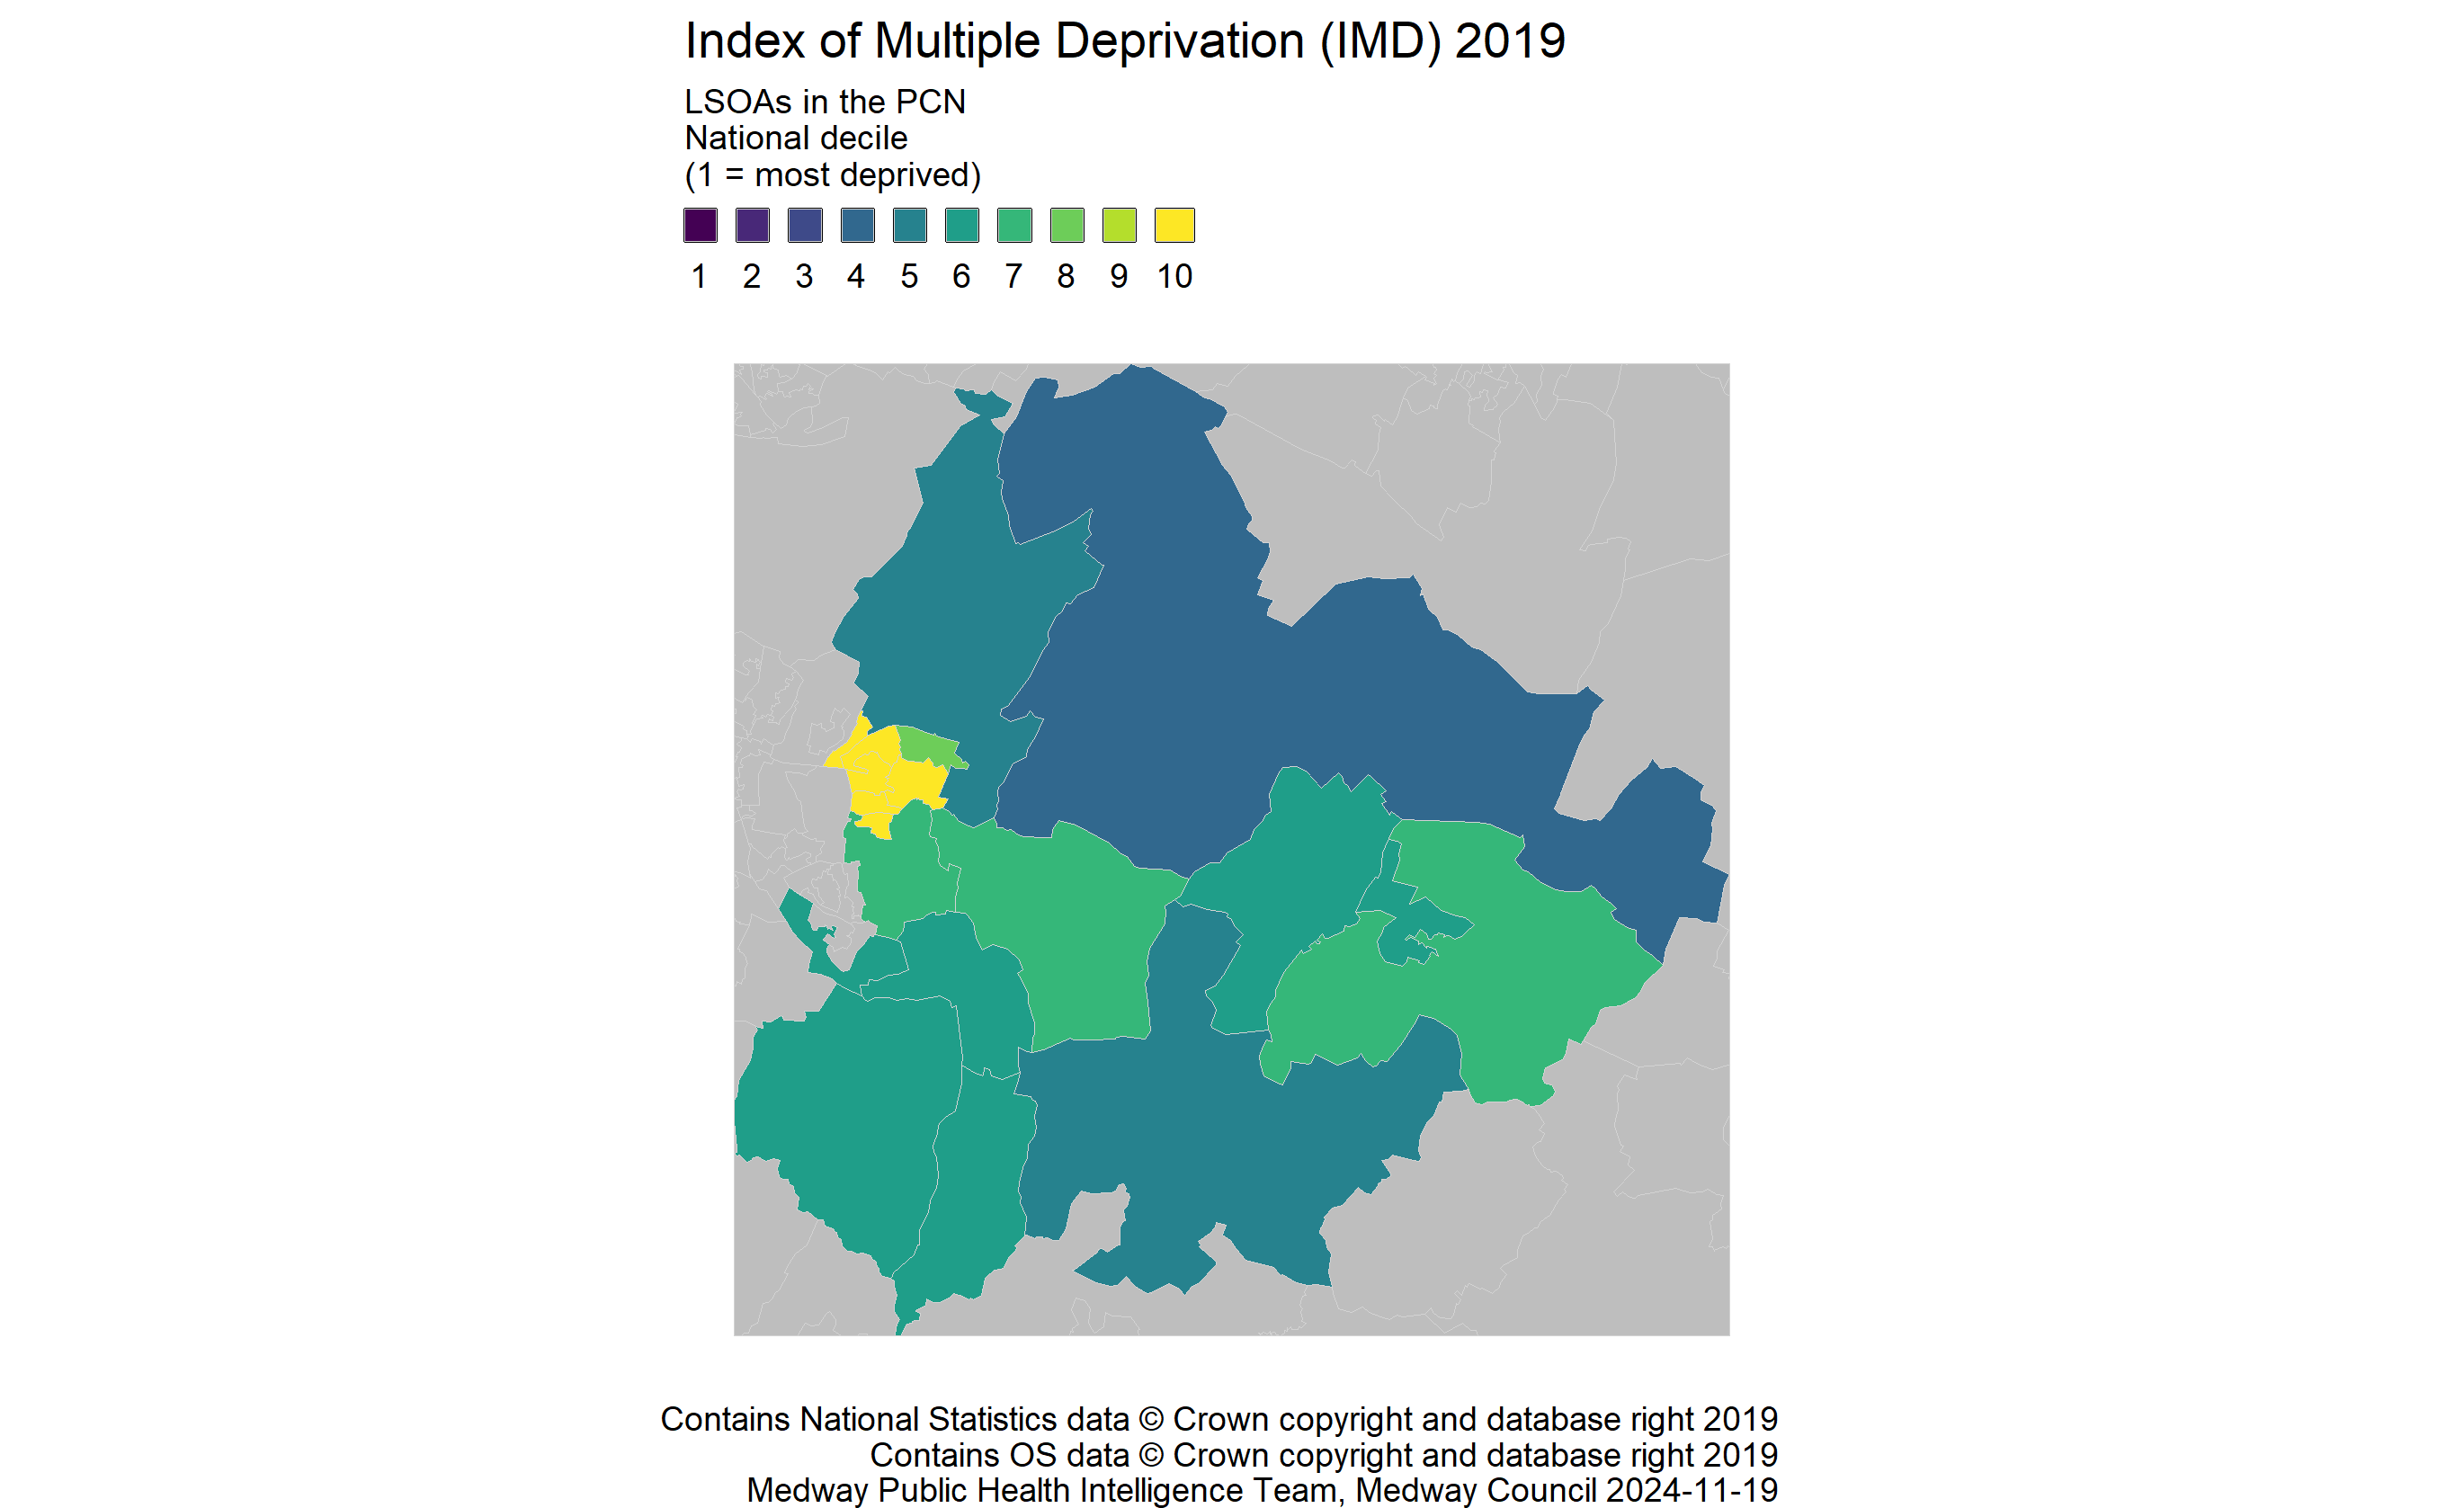 Index of Multiple Deprivation (IMD) 2019
LSOAs in the PCN
National decile
(1 = most deprived)
1 2 3 4 5 6 7 8 9 10
Contains National Statistics data © Crown copyright and database right 2019
Contains OS data © Crown copyright and database right 2019
Medway Public Health Intelligence Team, Medway Council 2024-11-19